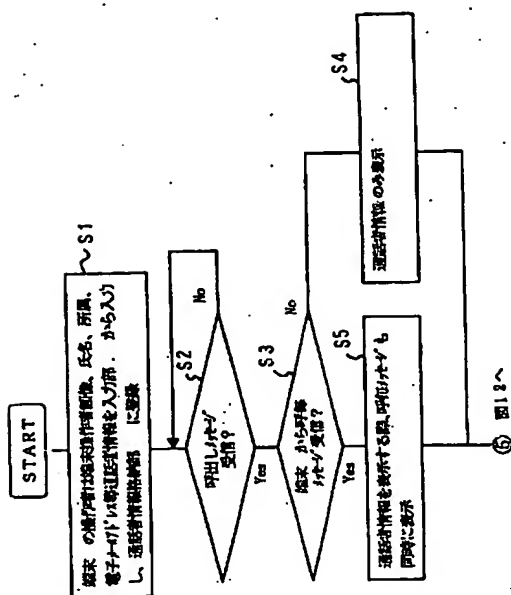 START
S1
端末 の操作者は端末操作者画像、氏名、所属、
電子メールアドレス等通話者情報を入力部 . から入力
し、通話者情報格納部 に登録
S2
呼出しメッセージ
受信?
No
Yes
S3
端末 から呼称
メッセージ受信?
No
Yes
S4
通話者情報のみ表示
S5
通話者情報を表示する際、呼称メッセージも
同時に表示
⑥ 図18へ